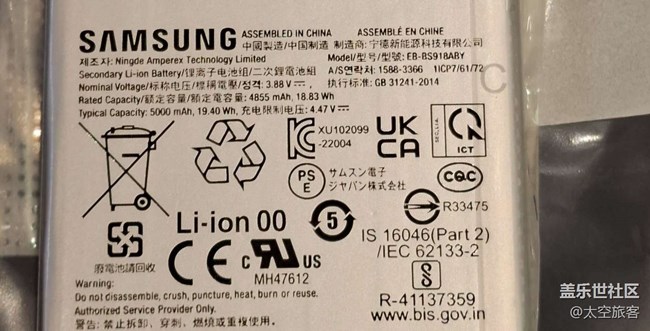 SAMSUNG ASSEMBLED IN CHINA ASSEMBLÉ EN CHINE
中國製造/中国制造 制造商: 宁德新能源科技有限公司
제조자: Ningde Amperex Technology Limited Model/型号/型號: EB-BS918ABY
Secondary Li-ion Battery/锂离子电池组/二次鋰電池組 A/S연락처: 1588-3366 1ICP7/61/72
Nominal Voltage/标称电压/標稱電壓/정격: 3.88 V⎓, 执行标准: GB 31241-2014
Rated Capacity/额定容量/額定容量/용량: 4855 mAh, 18.83 Wh
Typical Capacity: 5000 mAh, 19.40 Wh, 充电限制电压: 4.47 V⎓
C
XU102099
-22004
UK
CA
ICT
PS
E
サムスン電子
ジャパン株式会社
CQC
R33475
Li-ion 00
5
廢電池請回收
CE
c RU US
MH47612
IS 16046(Part 2)
/IEC 62133-2
R-41137359
www.bis.gov.in
Warning:
Do not disassemble, crush, puncture, heat, burn or reuse.
Authorized Service Provider Only.
警告: 禁止拆卸、穿刺、燃烧或重複使用。
盖乐世社区
@太空旅客